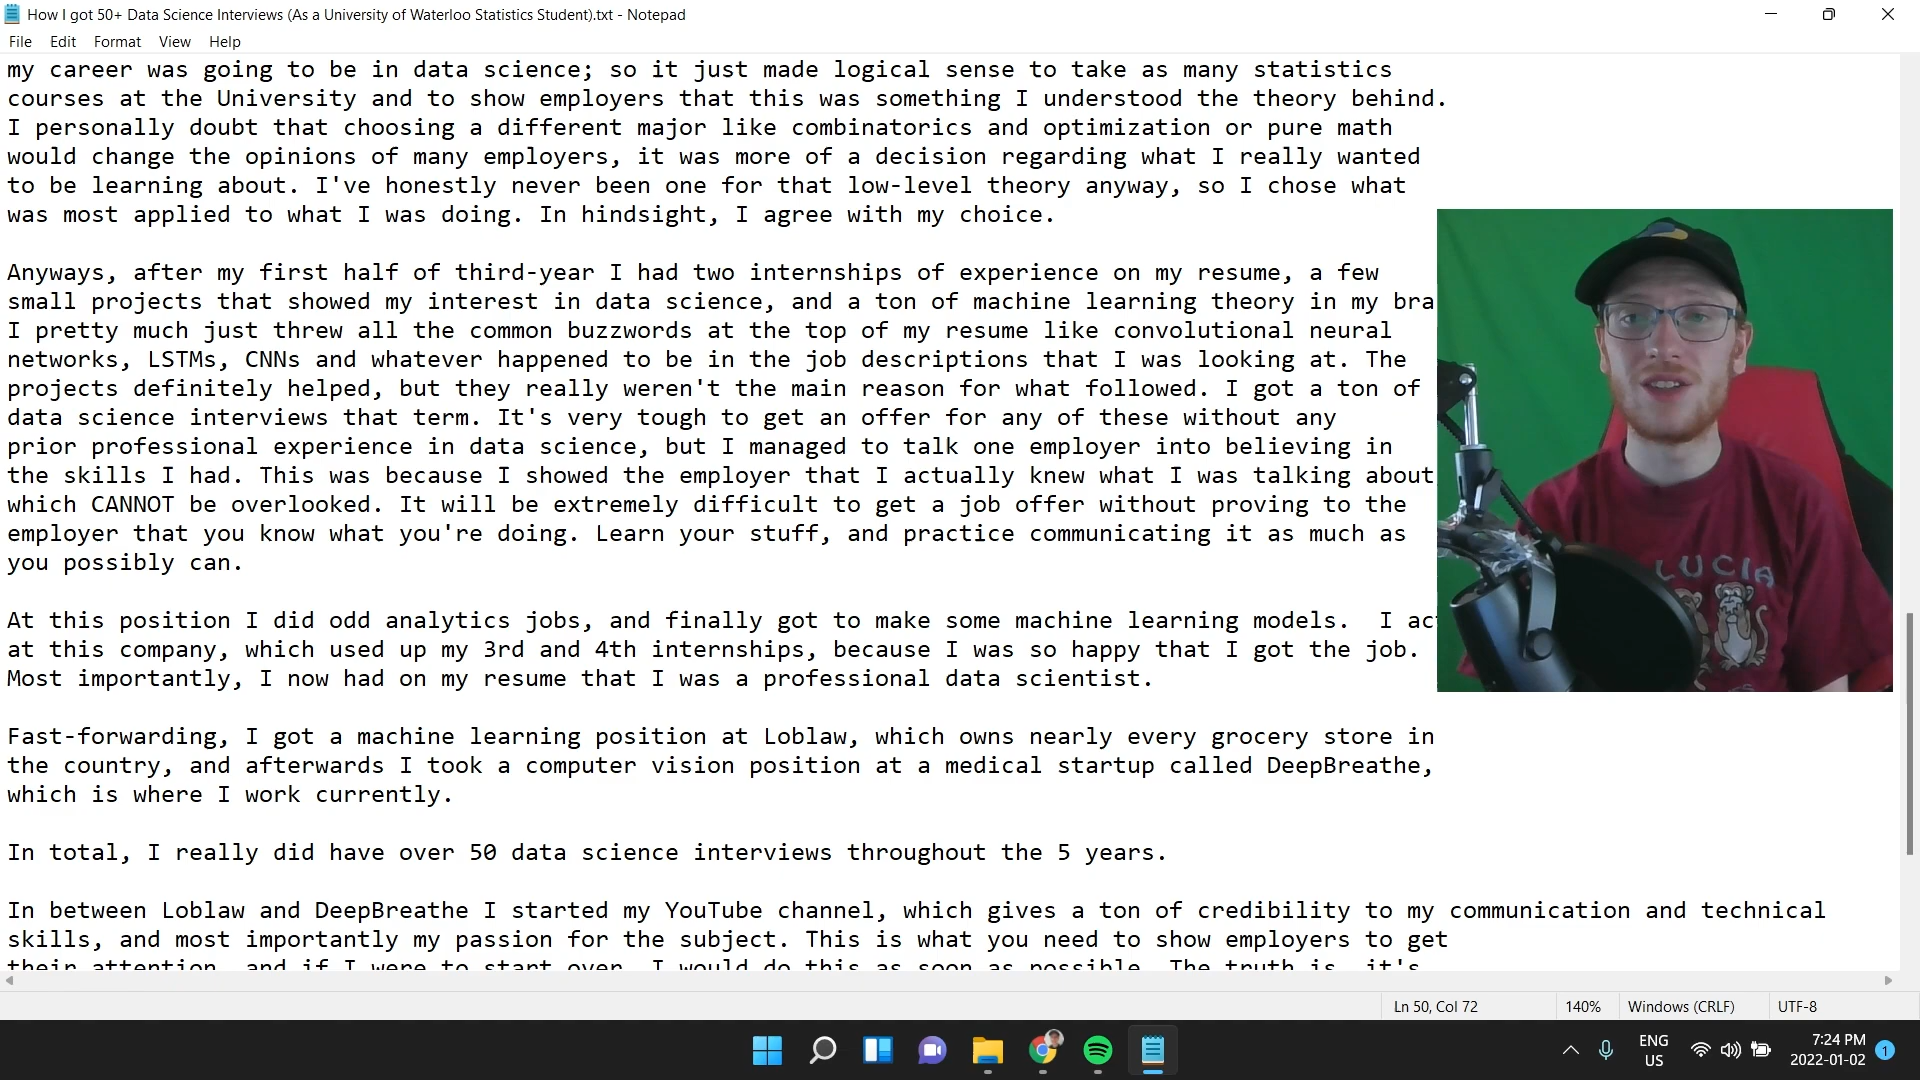 How I got 50+ Data Science Interviews (As a University of Waterloo Statistics Student).txt - Notepad
File Edit Format View Help
my career was going to be in data science; so it just made logical sense to take as many statistics
courses at the University and to show employers that this was something I understood the theory behind.
I personally doubt that choosing a different major like combinatorics and optimization or pure math
would change the opinions of many employers, it was more of a decision regarding what I really wanted
to be learning about. I've honestly never been one for that low-level theory anyway, so I chose what
was most applied to what I was doing. In hindsight, I agree with my choice.
Anyways, after my first half of third-year I had two internships of experience on my resume, a few
small projects that showed my interest in data science, and a ton of machine learning theory in my bra
I pretty much just threw all the common buzzwords at the top of my resume like convolutional neural
networks, LSTMs, CNNs and whatever happened to be in the job descriptions that I was looking at. The
projects definitely helped, but they really weren't the main reason for what followed. I got a ton of
data science interviews that term. It's very tough to get an offer for any of these without any
prior professional experience in data science, but I managed to talk one employer into believing in
the skills I had. This was because I showed the employer that I actually knew what I was talking about
which CANNOT be overlooked. It will be extremely difficult to get a job offer without proving to the
employer that you know what you're doing. Learn your stuff, and practice communicating it as much as
you possibly can.
At this position I did odd analytics jobs, and finally got to make some machine learning models.  I ac
at this company, which used up my 3rd and 4th internships, because I was so happy that I got the job.
Most importantly, I now had on my resume that I was a professional data scientist.
Fast-forwarding, I got a machine learning position at Loblaw, which owns nearly every grocery store in
the country, and afterwards I took a computer vision position at a medical startup called DeepBreathe,
which is where I work currently.
In total, I really did have over 50 data science interviews throughout the 5 years.
In between Loblaw and DeepBreathe I started my YouTube channel, which gives a ton of credibility to my communication and technical
skills, and most importantly my passion for the subject. This is what you need to show employers to get
their attention, and if I were to start over, I would do this as soon as possible. The truth is, it's
LUCIA
Ln 50, Col 72
140%
Windows (CRLF)
UTF-8
ENG
US
7:24 PM
2022-01-02
1